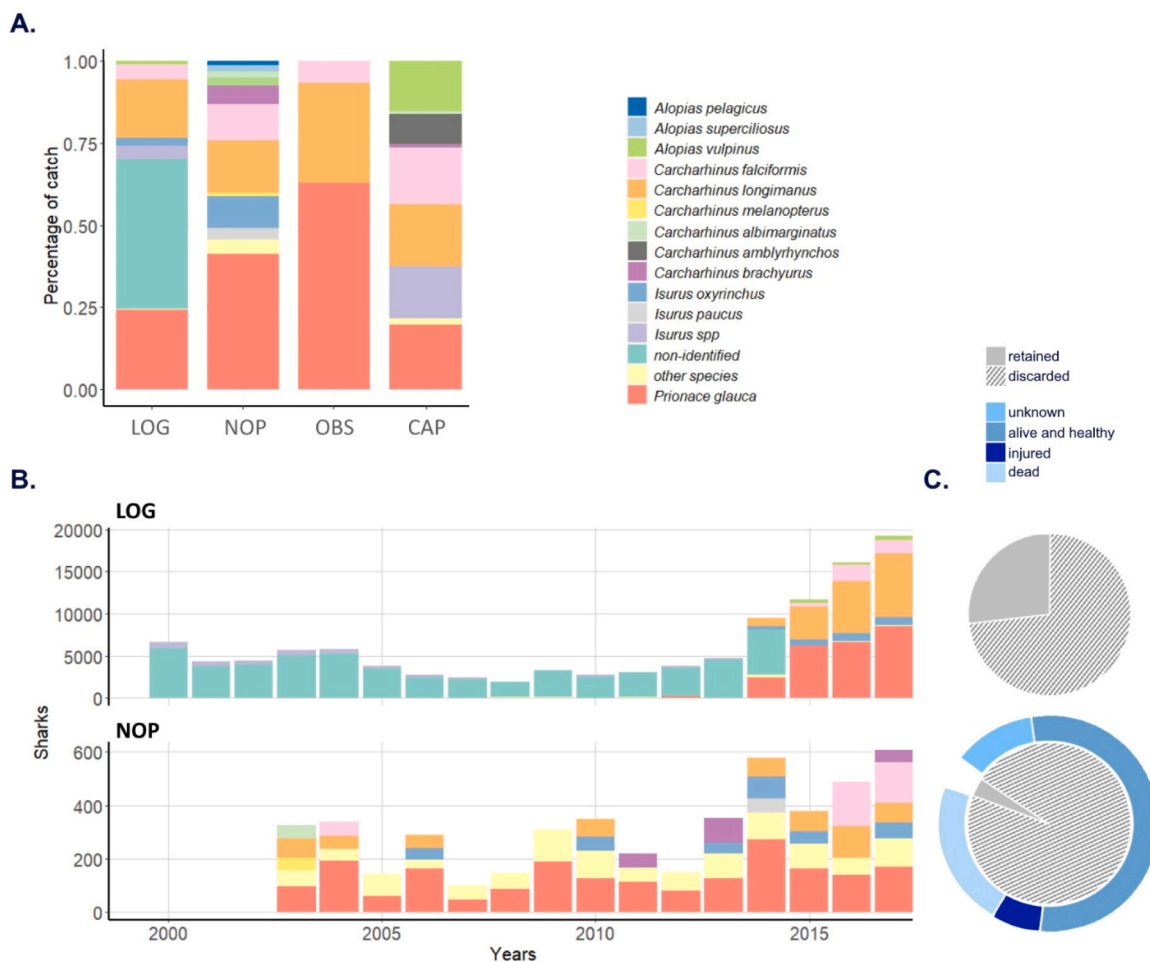 A.
Percentage of catch
1.00
0.75
0.50
0.25
0.00
LOG NOP OBS CAP
Alopias pelagicus
Alopias superciliosus
Alopias vulpinus
Carcharhinus falciformis
Carcharhinus longimanus
Carcharhinus melanopterus
Carcharhinus albimarginatus
Carcharhinus amblyrhynchos
Carcharhinus brachyurus
Isurus oxyrinchus
Isurus paucus
Isurus spp
non-identified
other species
Prionace glauca
retained
discarded
unknown
alive and healthy
injured
dead
B.
C.
LOG
20000
15000
10000
5000
0
Sharks
NOP
600
400
200
0
2000 2005 2010 2015
Years